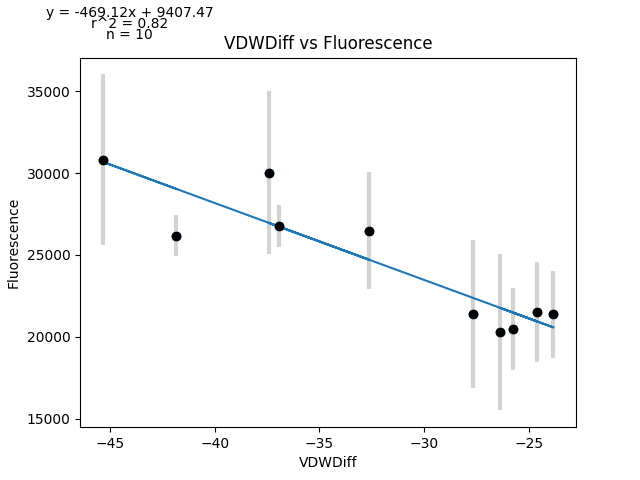 y = -469.12x + 9407.47
r^2 = 0.82
n = 10
VDWDiff vs Fluorescence
Fluorescence
35000
30000
25000
20000
15000
−45
−40
−35
−30
−25
VDWDiff